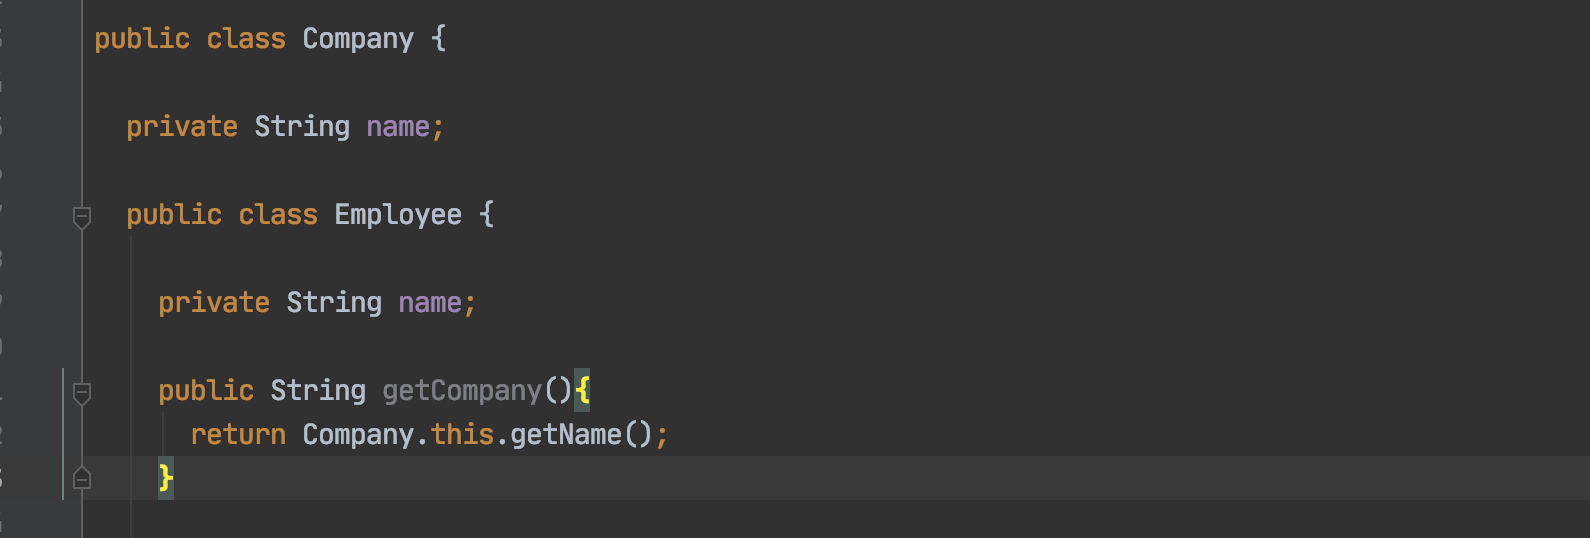 public class Company {
private String name;
public class Employee {
private String name;
public String getCompany(){
return Company.this.getName();
}